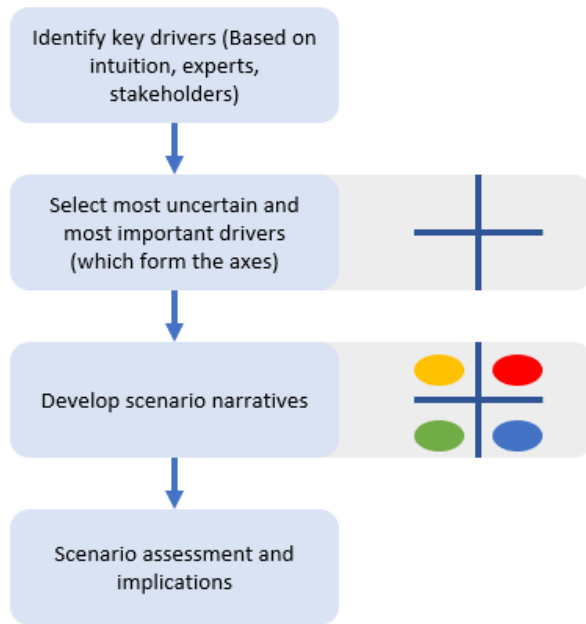 Identify key drivers (Based on
intuition, experts,
stakeholders)
Select most uncertain and
most important drivers
(which form the axes)
Develop scenario narratives
Scenario assessment and
implications